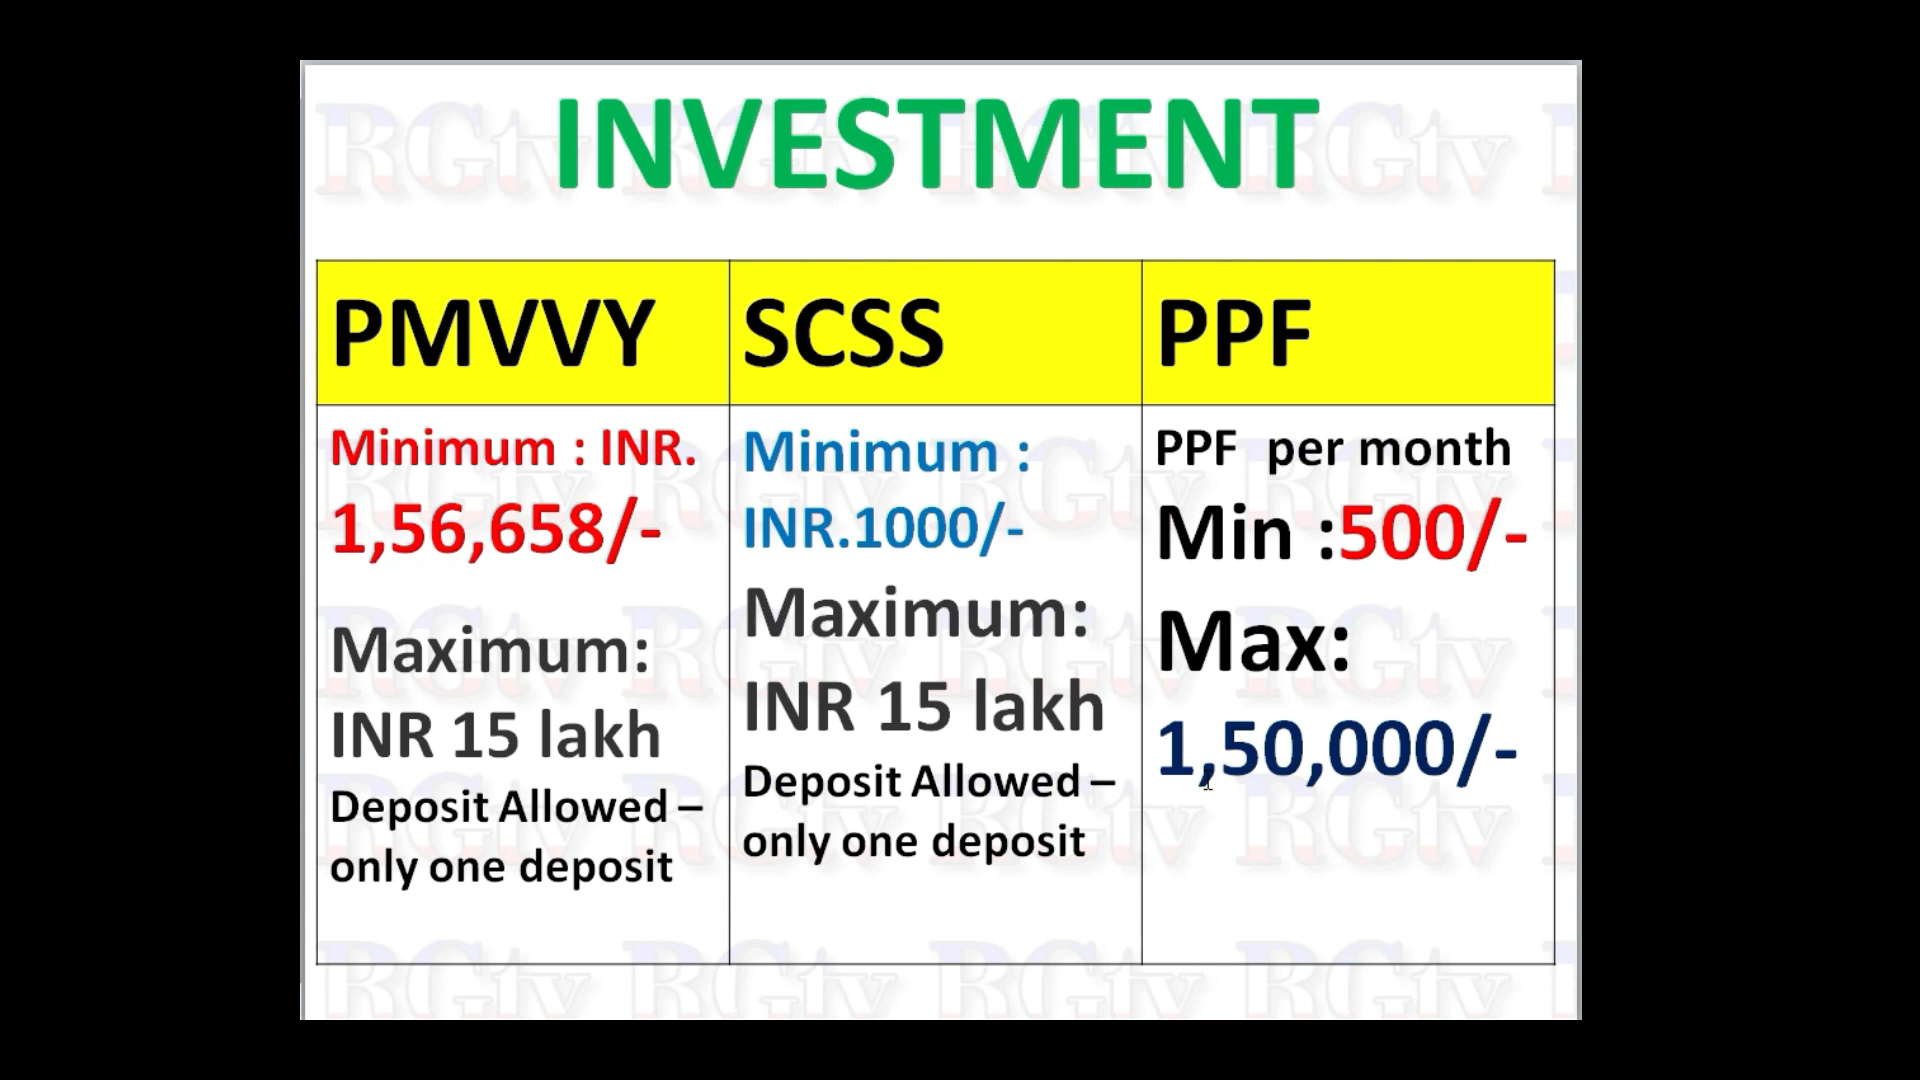 INVESTMENT
PMVVY
Minimum : INR.
1,56,658/-
Maximum:
INR 15 lakh
Deposit Allowed –
only one deposit
SCSS
Minimum :
INR.1000/-
Maximum:
INR 15 lakh
Deposit Allowed –
only one deposit
PPF
PPF per month
Min :500/-
Max:
1,50,000/-
RGtv